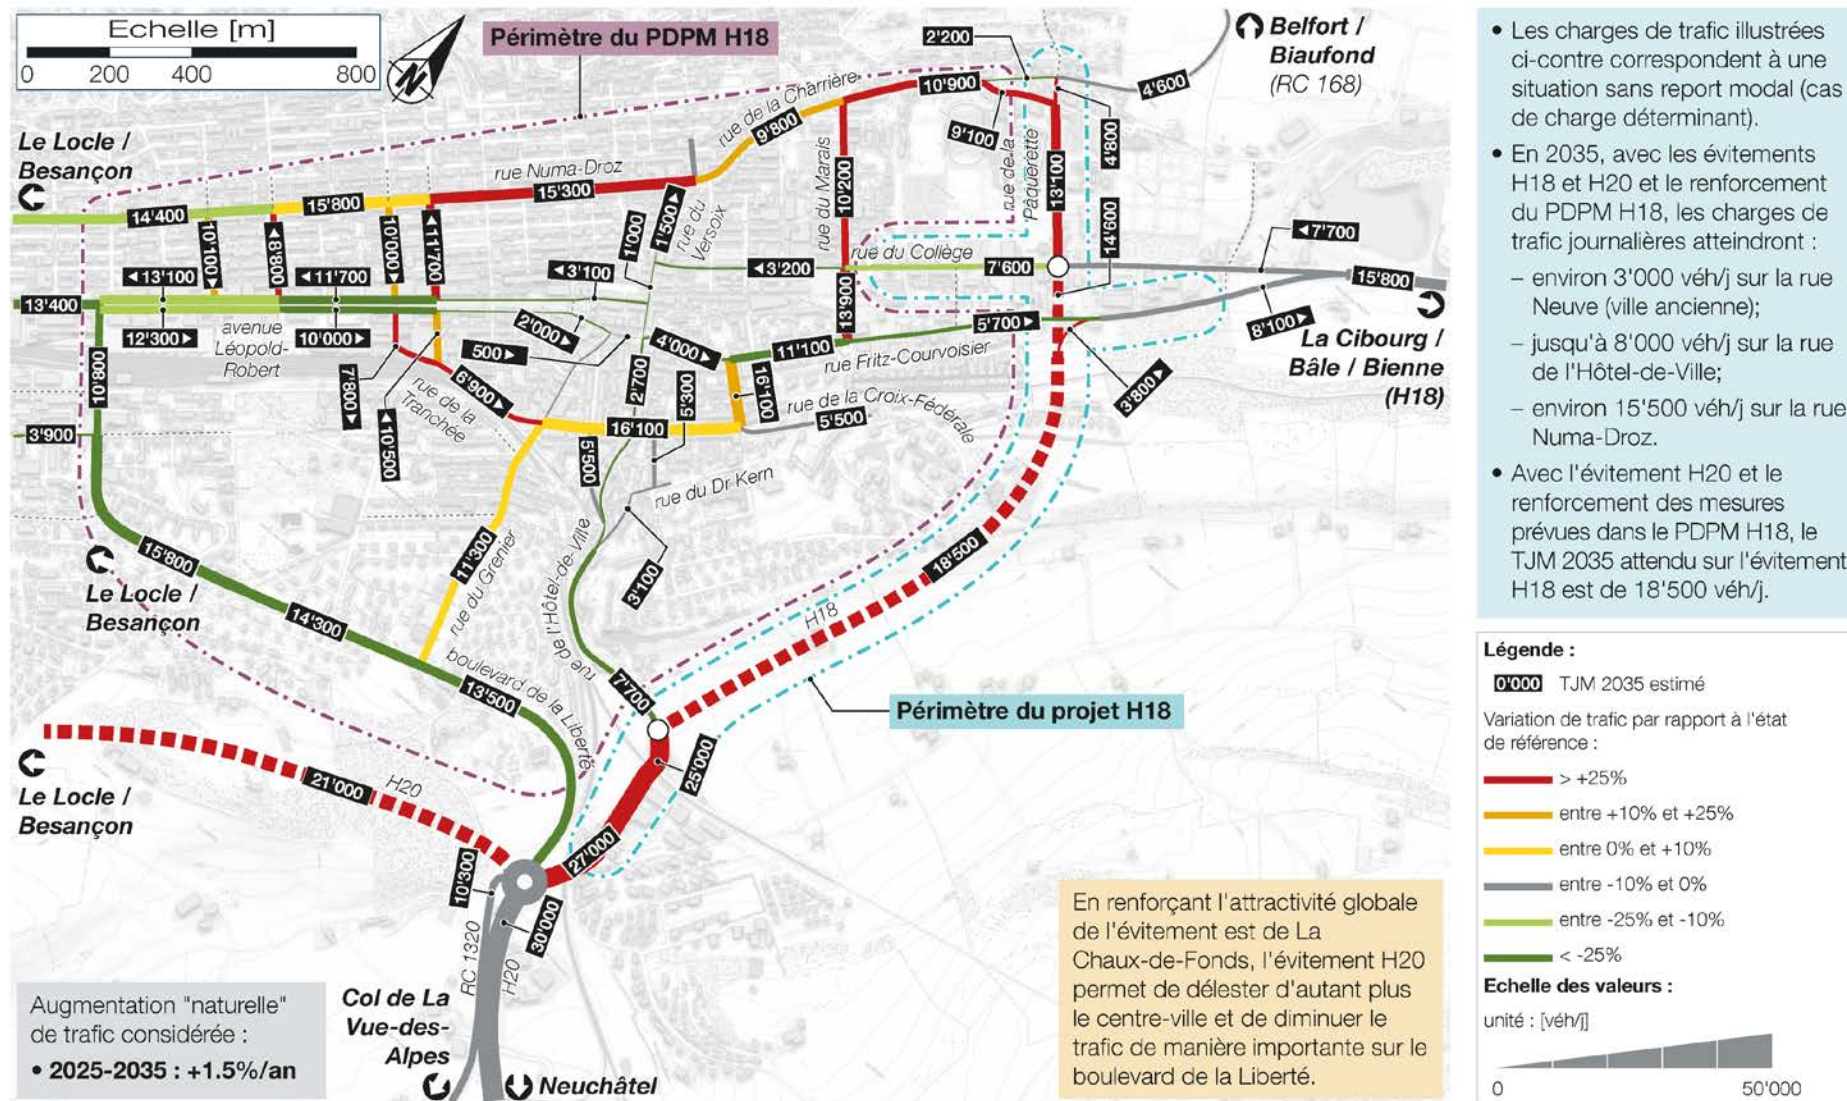 Echelle [m]
0 200 400 800
N
Périmètre du PDPM H18
Belfort /
Biaufond
(RC 168)
Le Locle /
Besançon
2'200
10'900
4'600
rue de la Charrière
9'800
9'100
4'800
rue Numa-Droz
15'300
rue du Marais
10'200
rue de la
Pâquerette
13'100
14'400
15'800
10'100►
◄8'800
10'000►
◄11'700
1'000
1'500►
rue du
Versoix
14'600
◄7'700
◄13'100
◄11'700
◄3'100
◄3'200
rue du Collège
7'600
15'800
13'400
12'300►
avenue
Léopold-
Robert
10'000►
2'000►
500►
4'000►
13'900
11'100
5'700►
8'100►
rue Fritz-Courvoisier
La Cibourg /
Bâle / Bienne
(H18)
10'800
7'800►
6'900►
rue de la
Tranchée
2'700
5'300
16'100
rue de la Croix-Fédérale
5'500
3'800►
3'900
◄10'500
16'100
5'500
rue du Dr Kern
15'800
Le Locle /
Besançon
11'300
rue du Grenier
3'100
18'500
14'300
rue de l'Hôtel-de-Ville
H18
boulevard de la Liberté
13'500
7'700
Périmètre du projet H18
25'000
Le Locle /
Besançon
21'000
H20
27'000
10'300
30'000
RC 1320
H20
Col de La
Vue-des-
Alpes
Neuchâtel
Augmentation "naturelle"
de trafic considérée :
• 2025-2035 : +1.5%/an
En renforçant l'attractivité globale
de l'évitement est de La
Chaux-de-Fonds, l'évitement H20
permet de délester d'autant plus
le centre-ville et de diminuer le
trafic de manière importante sur le
boulevard de la Liberté.
• Les charges de trafic illustrées
ci-contre correspondent à une
situation sans report modal (cas
de charge déterminant).
• En 2035, avec les évitements
H18 et H20 et le renforcement
du PDPM H18, les charges de
trafic journalières atteindront :
– environ 3'000 véh/j sur la rue
Neuve (ville ancienne);
– jusqu'à 8'000 véh/j sur la rue
de l'Hôtel-de-Ville;
– environ 15'500 véh/j sur la rue
Numa-Droz.
• Avec l'évitement H20 et le
renforcement des mesures
prévues dans le PDPM H18, le
TJM 2035 attendu sur l'évitement
H18 est de 18'500 véh/j.
Légende :
0'000 TJM 2035 estimé
Variation de trafic par rapport à l'état
de référence :
> +25%
entre +10% et +25%
entre 0% et +10%
entre -10% et 0%
entre -25% et -10%
< -25%
Echelle des valeurs :
unité : [véh/j]
0 50'000